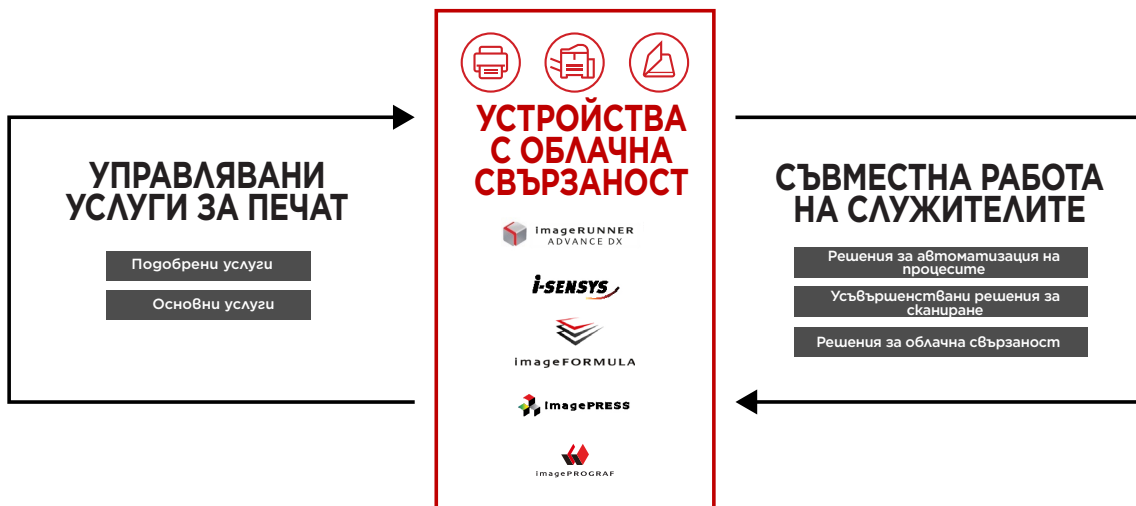 УПРАВЛЯВАНИ
УСЛУГИ ЗА ПЕЧАТ
Подобрени услуги
Основни услуги
УСТРОЙСТВА
С ОБЛАЧНА
СВЪРЗАНОСТ
imageRUNNER
ADVANCE DX
i-SENSYS
imageFORMULA
imagePRESS
imagePROGRAF
СЪВМЕСТНА РАБОТА
НА СЛУЖИТЕЛИТЕ
Решения за автоматизация на
процесите
Усъвършенствани решения за
сканиране
Решения за облачна свързаност